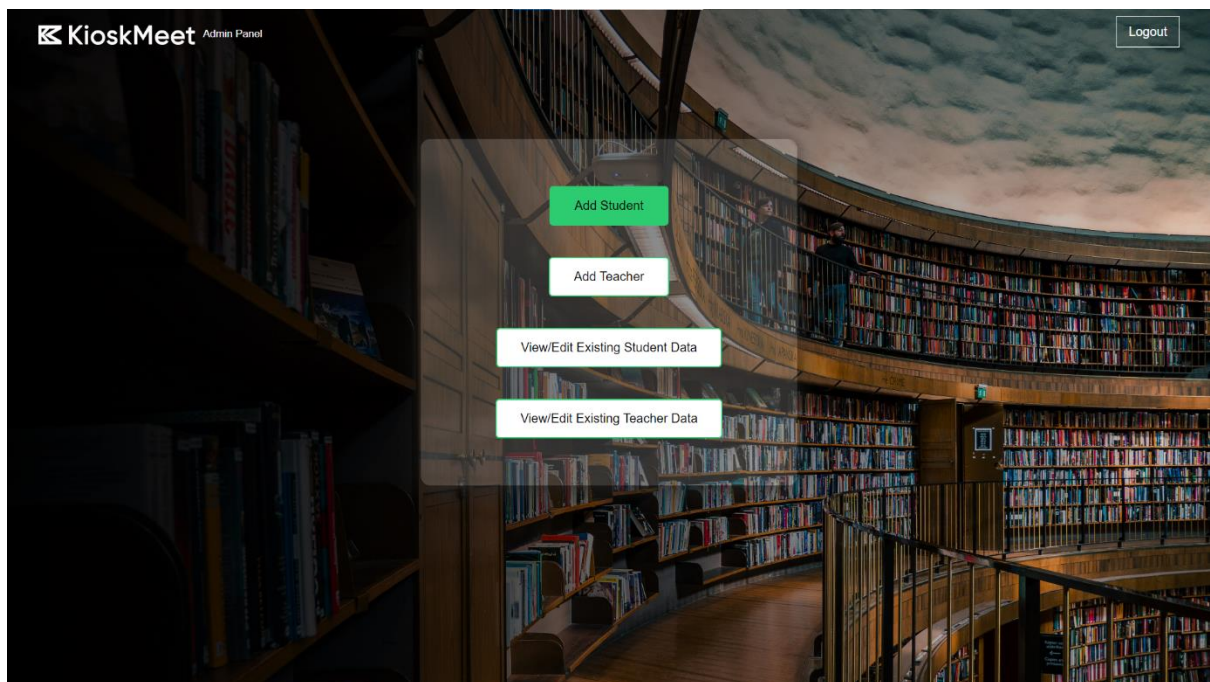 KioskMeet Admin Panel
Logout
Add Student
Add Teacher
View/Edit Existing Student Data
View/Edit Existing Teacher Data